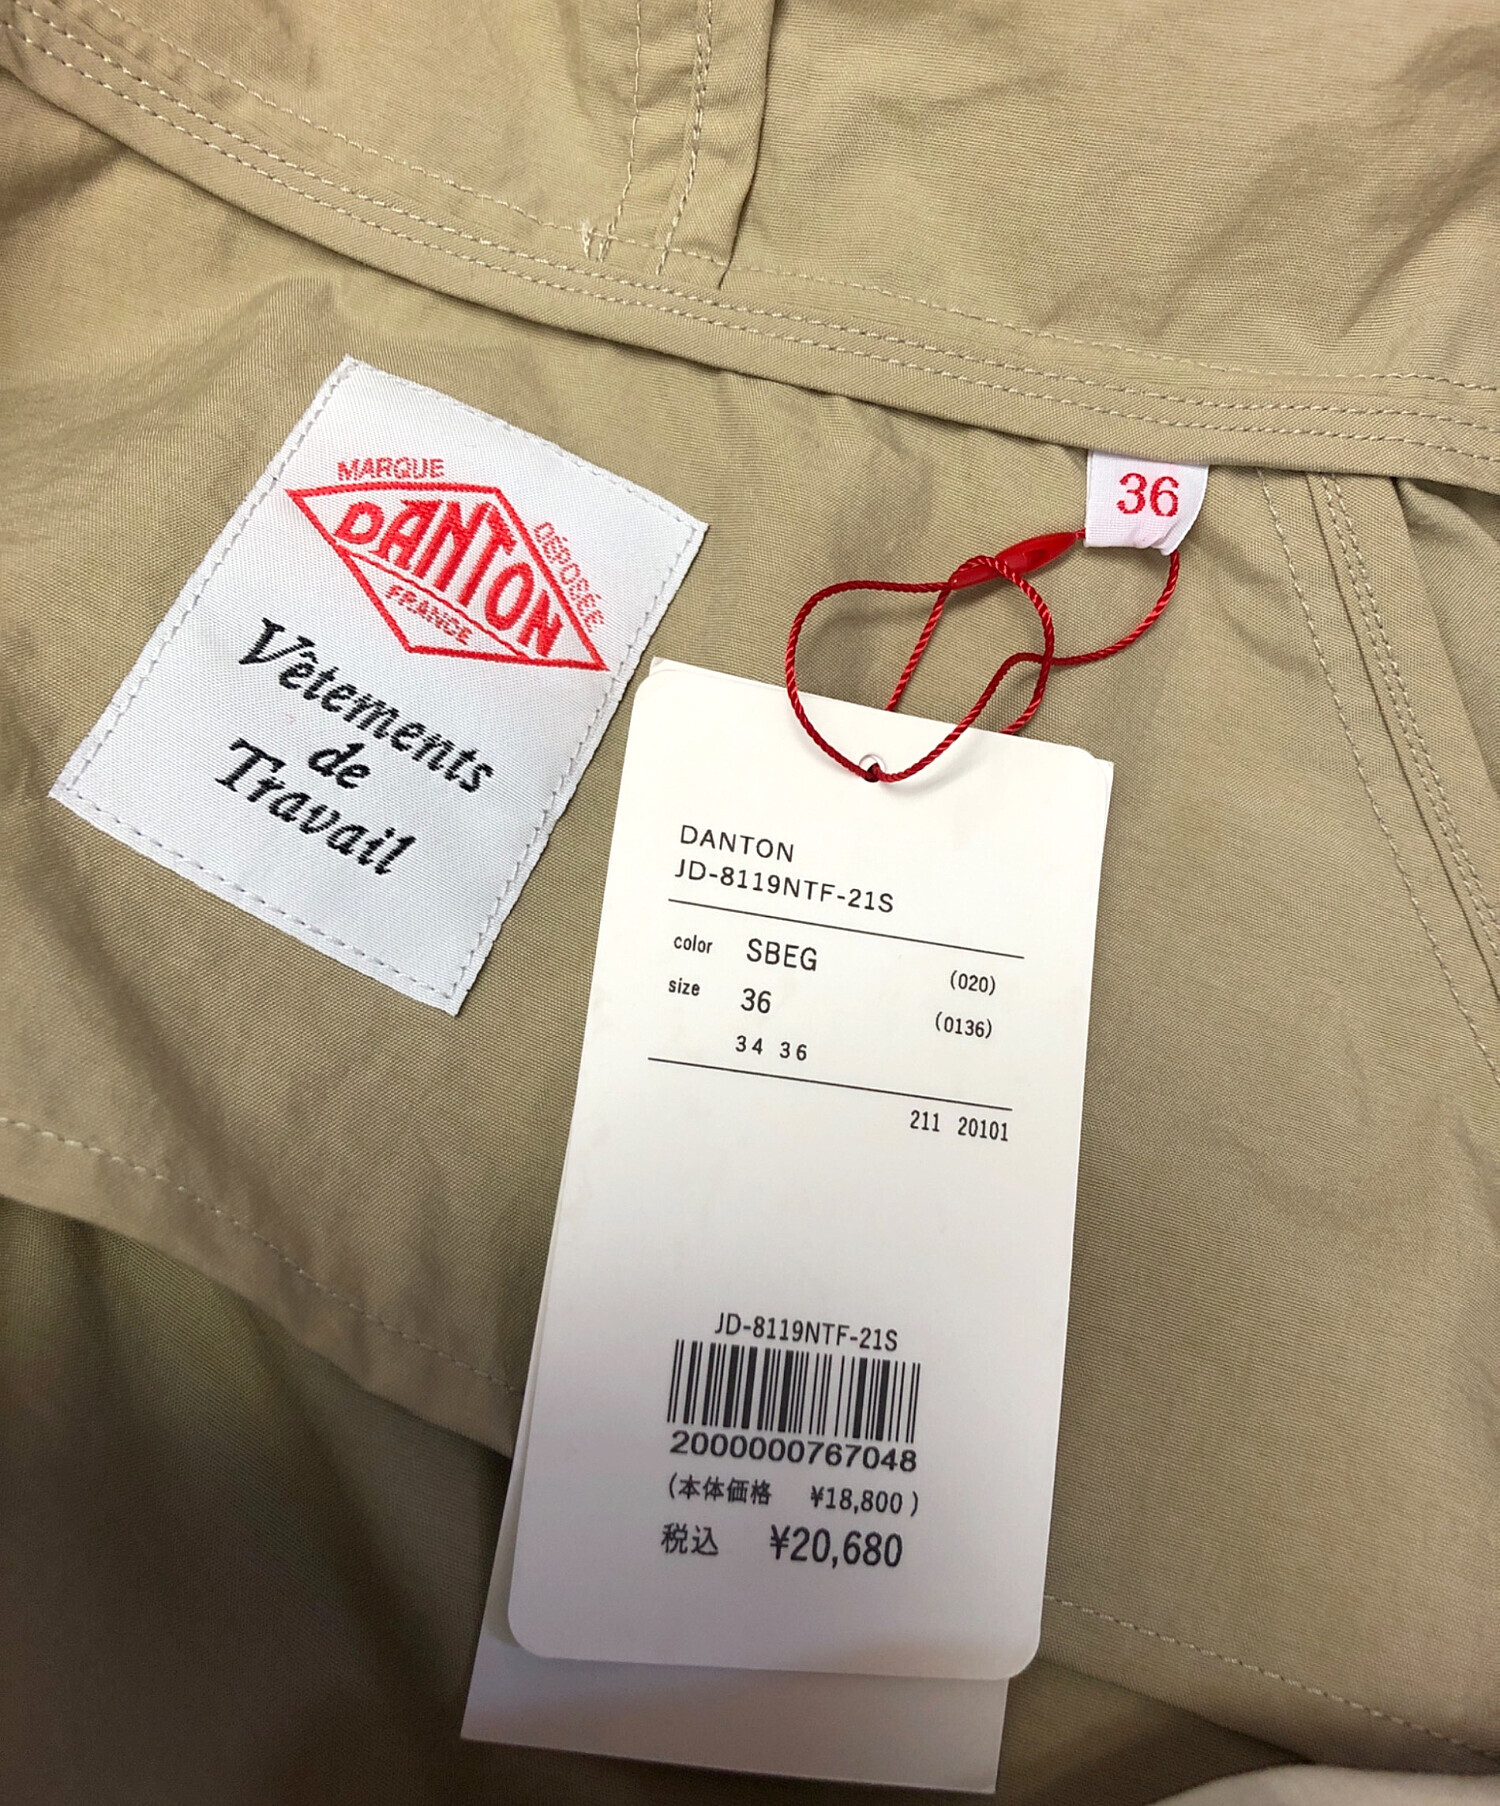 MARQUE
DÉPOSÉE
DANTON
FRANCE
Vêtements
de
Travail
36
DANTON
JD-8119NTF-21S
color SBEG (020)
size 36 (0136)
34 36
211 20101
JD-8119NTF-21S
2000000767048
(本体価格 ¥18,800)
税込 ¥20,680